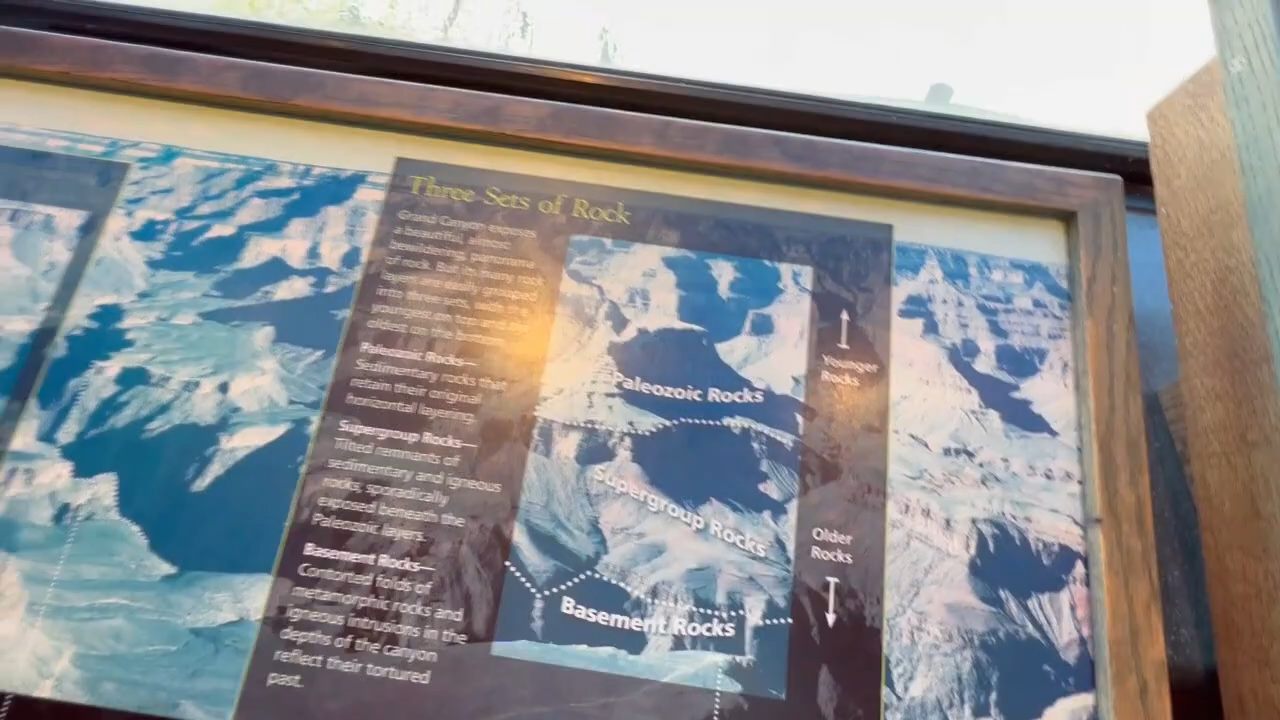 Three Sets of Rock
Grand Canyon exposes
a beautiful, almost
bewildering, panorama
of rock. But its many rock
layers are easily grouped
into three sets, with the
youngest on top and the
oldest on the bottom.
Paleozoic Rocks—
Sedimentary rocks that
retain their original
horizontal layering.
Supergroup Rocks—
Tilted remnants of
sedimentary and igneous
rocks, sporadically
exposed beneath the
Paleozoic layers.
Basement Rocks—
Contorted folds of
metamorphic rocks and
igneous intrusions in the
depths of the canyon
reflect their tortured
past.
Paleozoic Rocks
Supergroup Rocks
Basement Rocks
Younger
Rocks
Older
Rocks